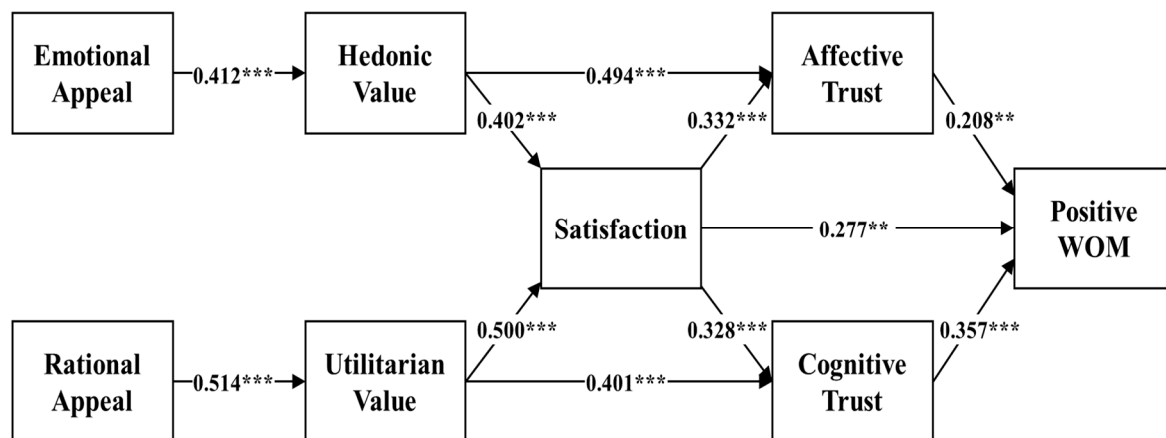 Emotional
Appeal
0.412***
Hedonic
Value
0.494***
Affective
Trust
0.402***
0.332***
0.208**
Satisfaction
0.277**
Positive
WOM
0.500***
0.328***
0.357***
Rational
Appeal
0.514***
Utilitarian
Value
0.401***
Cognitive
Trust